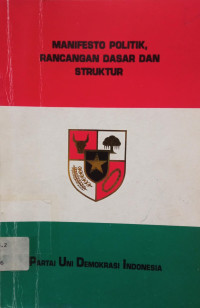 MANIFESTO POLITIK,
RANCANGAN DASAR DAN
STRUKTUR
PARTAI UNI DEMOKRASI INDONESIA